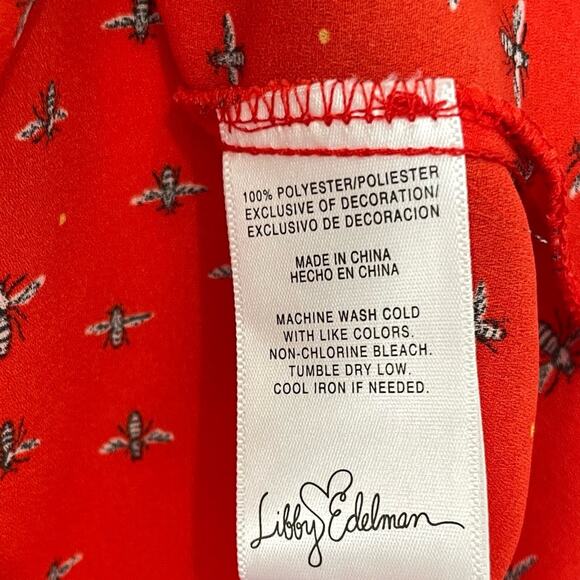 100% POLYESTER/POLIESTER
EXCLUSIVE OF DECORATION/
EXCLUSIVO DE DECORACION
MADE IN CHINA
HECHO EN CHINA
MACHINE WASH COLD
WITH LIKE COLORS.
NON-CHLORINE BLEACH.
TUMBLE DRY LOW.
COOL IRON IF NEEDED.
Libby Edelman